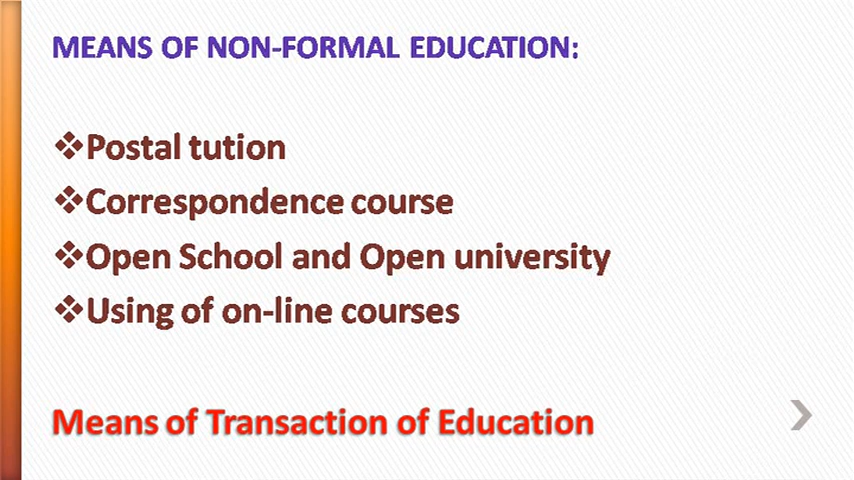 MEANS OF NON-FORMAL EDUCATION:
❖Postal tution
❖Correspondence course
❖Open School and Open university
❖Using of on-line courses
Means of Transaction of Education